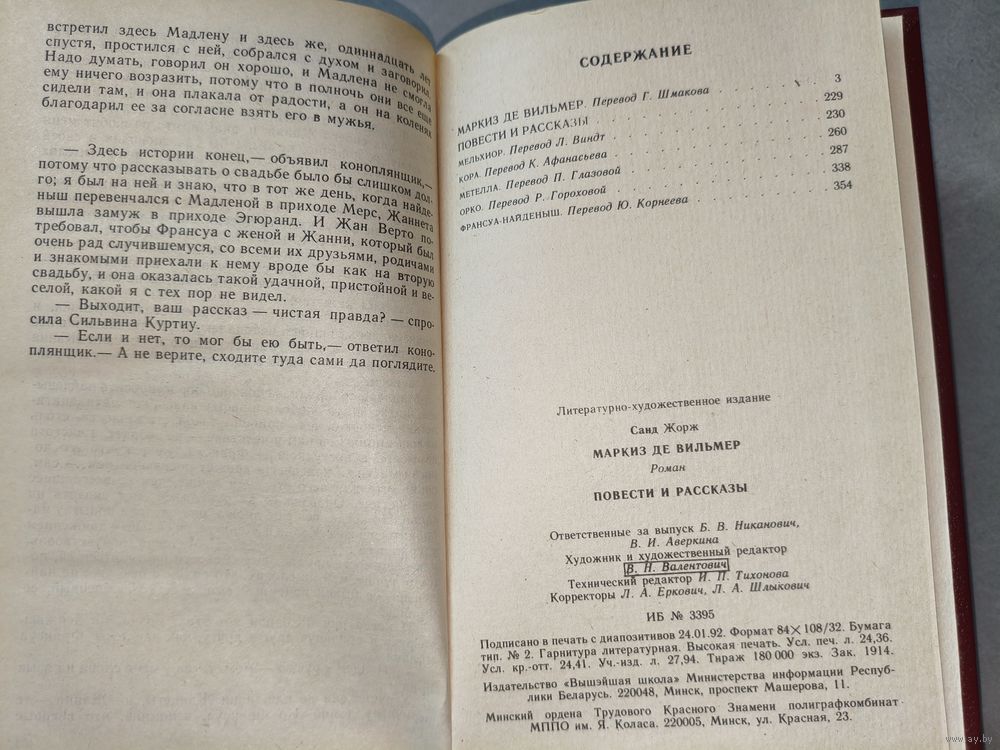 встретил здесь Мадлену и здесь же, одиннадцать лет
спустя, простился с ней, собрался с духом и заговорил.
Надо думать, говорил он хорошо, и Мадлена не смогла
ему ничего возразить, потому что в полночь они все еще
сидели там, и она плакала от радости, а он на коленях
благодарил ее за согласие взять его в мужья.
— Здесь истории конец,— объявил коноплянщик,—
потому что рассказывать о свадьбе было бы слишком дол-
го; я был на ней и знаю, что в тот же день, когда найде-
ныш перевенчался с Мадленой в приходе Мерс, Жаннета
вышла замуж в приходе Эгюранд. И Жан Верто по-
требовал, чтобы Франсуа с женой и Жанни, который был
очень рад случившемуся, со всеми их друзьями, родичами
и знакомыми приехали к нему вроде бы как на вторую
свадьбу, и она оказалась такой удачной, пристойной и ве-
селой, какой я с тех пор не видел.
— Выходит, ваш рассказ — чистая правда? — спро-
сила Сильвина Куртиу.
— Если и нет, то мог бы ею быть,— ответил коно-
плянщик.— А не верите, сходите туда сами да поглядите.
СОДЕРЖАНИЕ
МАРКИЗ ДЕ ВИЛЬМЕР. Перевод Г. Шмакова 3
ПОВЕСТИ И РАССКАЗЫ 229
МЕЛЬХИОР. Перевод Л. Виндт 230
КОРА. Перевод К. Афанасьева 260
МЕТЕЛЛА. Перевод П. Глазовой 287
ОРКО. Перевод Р. Гороховой 338
ФРАНСУА-НАЙДЕНЫШ. Перевод Ю. Корнеева 354
Литературно-художественное издание
Санд Жорж
МАРКИЗ ДЕ ВИЛЬМЕР
Роман
ПОВЕСТИ И РАССКАЗЫ
Ответственные за выпуск Б. В. Никанович,
В. И. Аверкина
Художник и художественный редактор
В. Н. Валентович
Технический редактор И. П. Тихонова
Корректоры Л. А. Еркович, Л. А. Шлыкович
ИБ № 3395
Подписано в печать с диапозитивов 24.01.92. Формат 84×108/32. Бумага
тип. № 2. Гарнитура литературная. Высокая печать. Усл. печ. л. 24,36.
Усл. кр.-отт. 24,41. Уч.-изд. л. 27,94. Тираж 180 000 экз. Зак. 1914.
Издательство «Вышэйшая школа» Министерства информации Респуб-
лики Беларусь. 220048, Минск, проспект Машерова, 11.
Минский ордена Трудового Красного Знамени полиграфкомбинат
МППО им. Я. Коласа. 220005, Минск, ул. Красная, 23.
www.ay.by